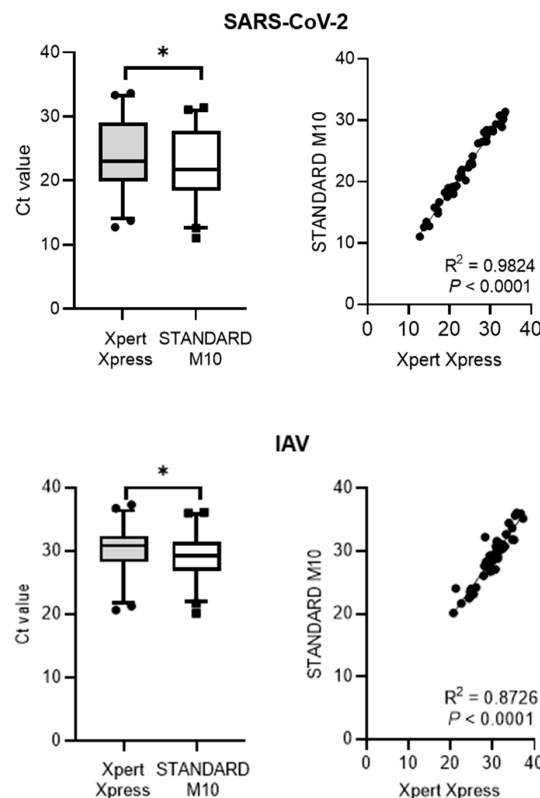 SARS-CoV-2
*
40
30
20
10
0
Ct value
Xpert
Xpress
STANDARD
M10
40
30
20
10
0
STANDARD M10
R² = 0.9824
P < 0.0001
0 10 20 30 40
Xpert Xpress
IAV
*
40
30
20
10
0
Ct value
Xpert
Xpress
STANDARD
M10
40
30
20
10
0
STANDARD M10
R² = 0.8726
P < 0.0001
0 10 20 30 40
Xpert Xpress